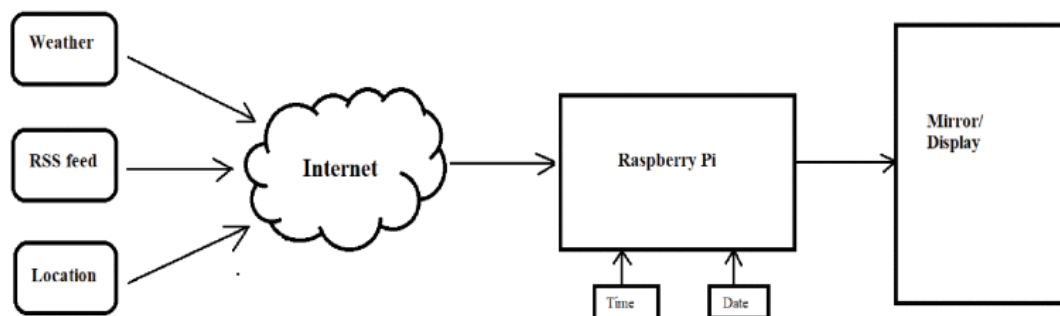 Weather
RSS feed
Location
Internet
Raspberry Pi
Time
Date
Mirror/
Display